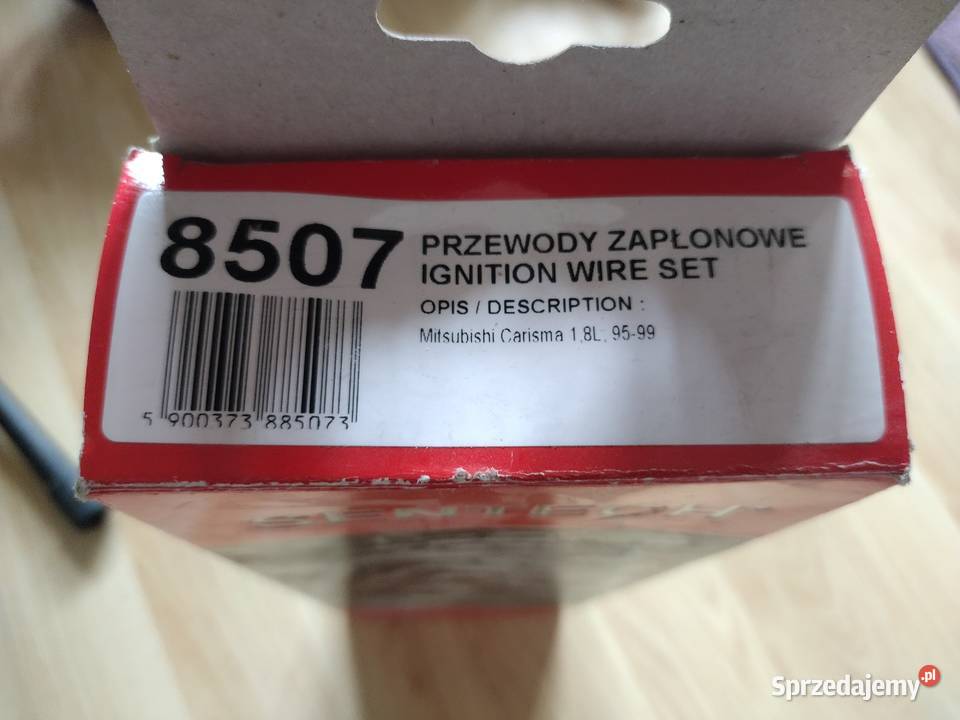 8507
PRZEWODY ZAPŁONOWE
IGNITION WIRE SET
OPIS / DESCRIPTION :
Mitsubishi Carisma 1,8L, 95-99
5 900373 885073
SENTECH
Sprzedajemy.pl